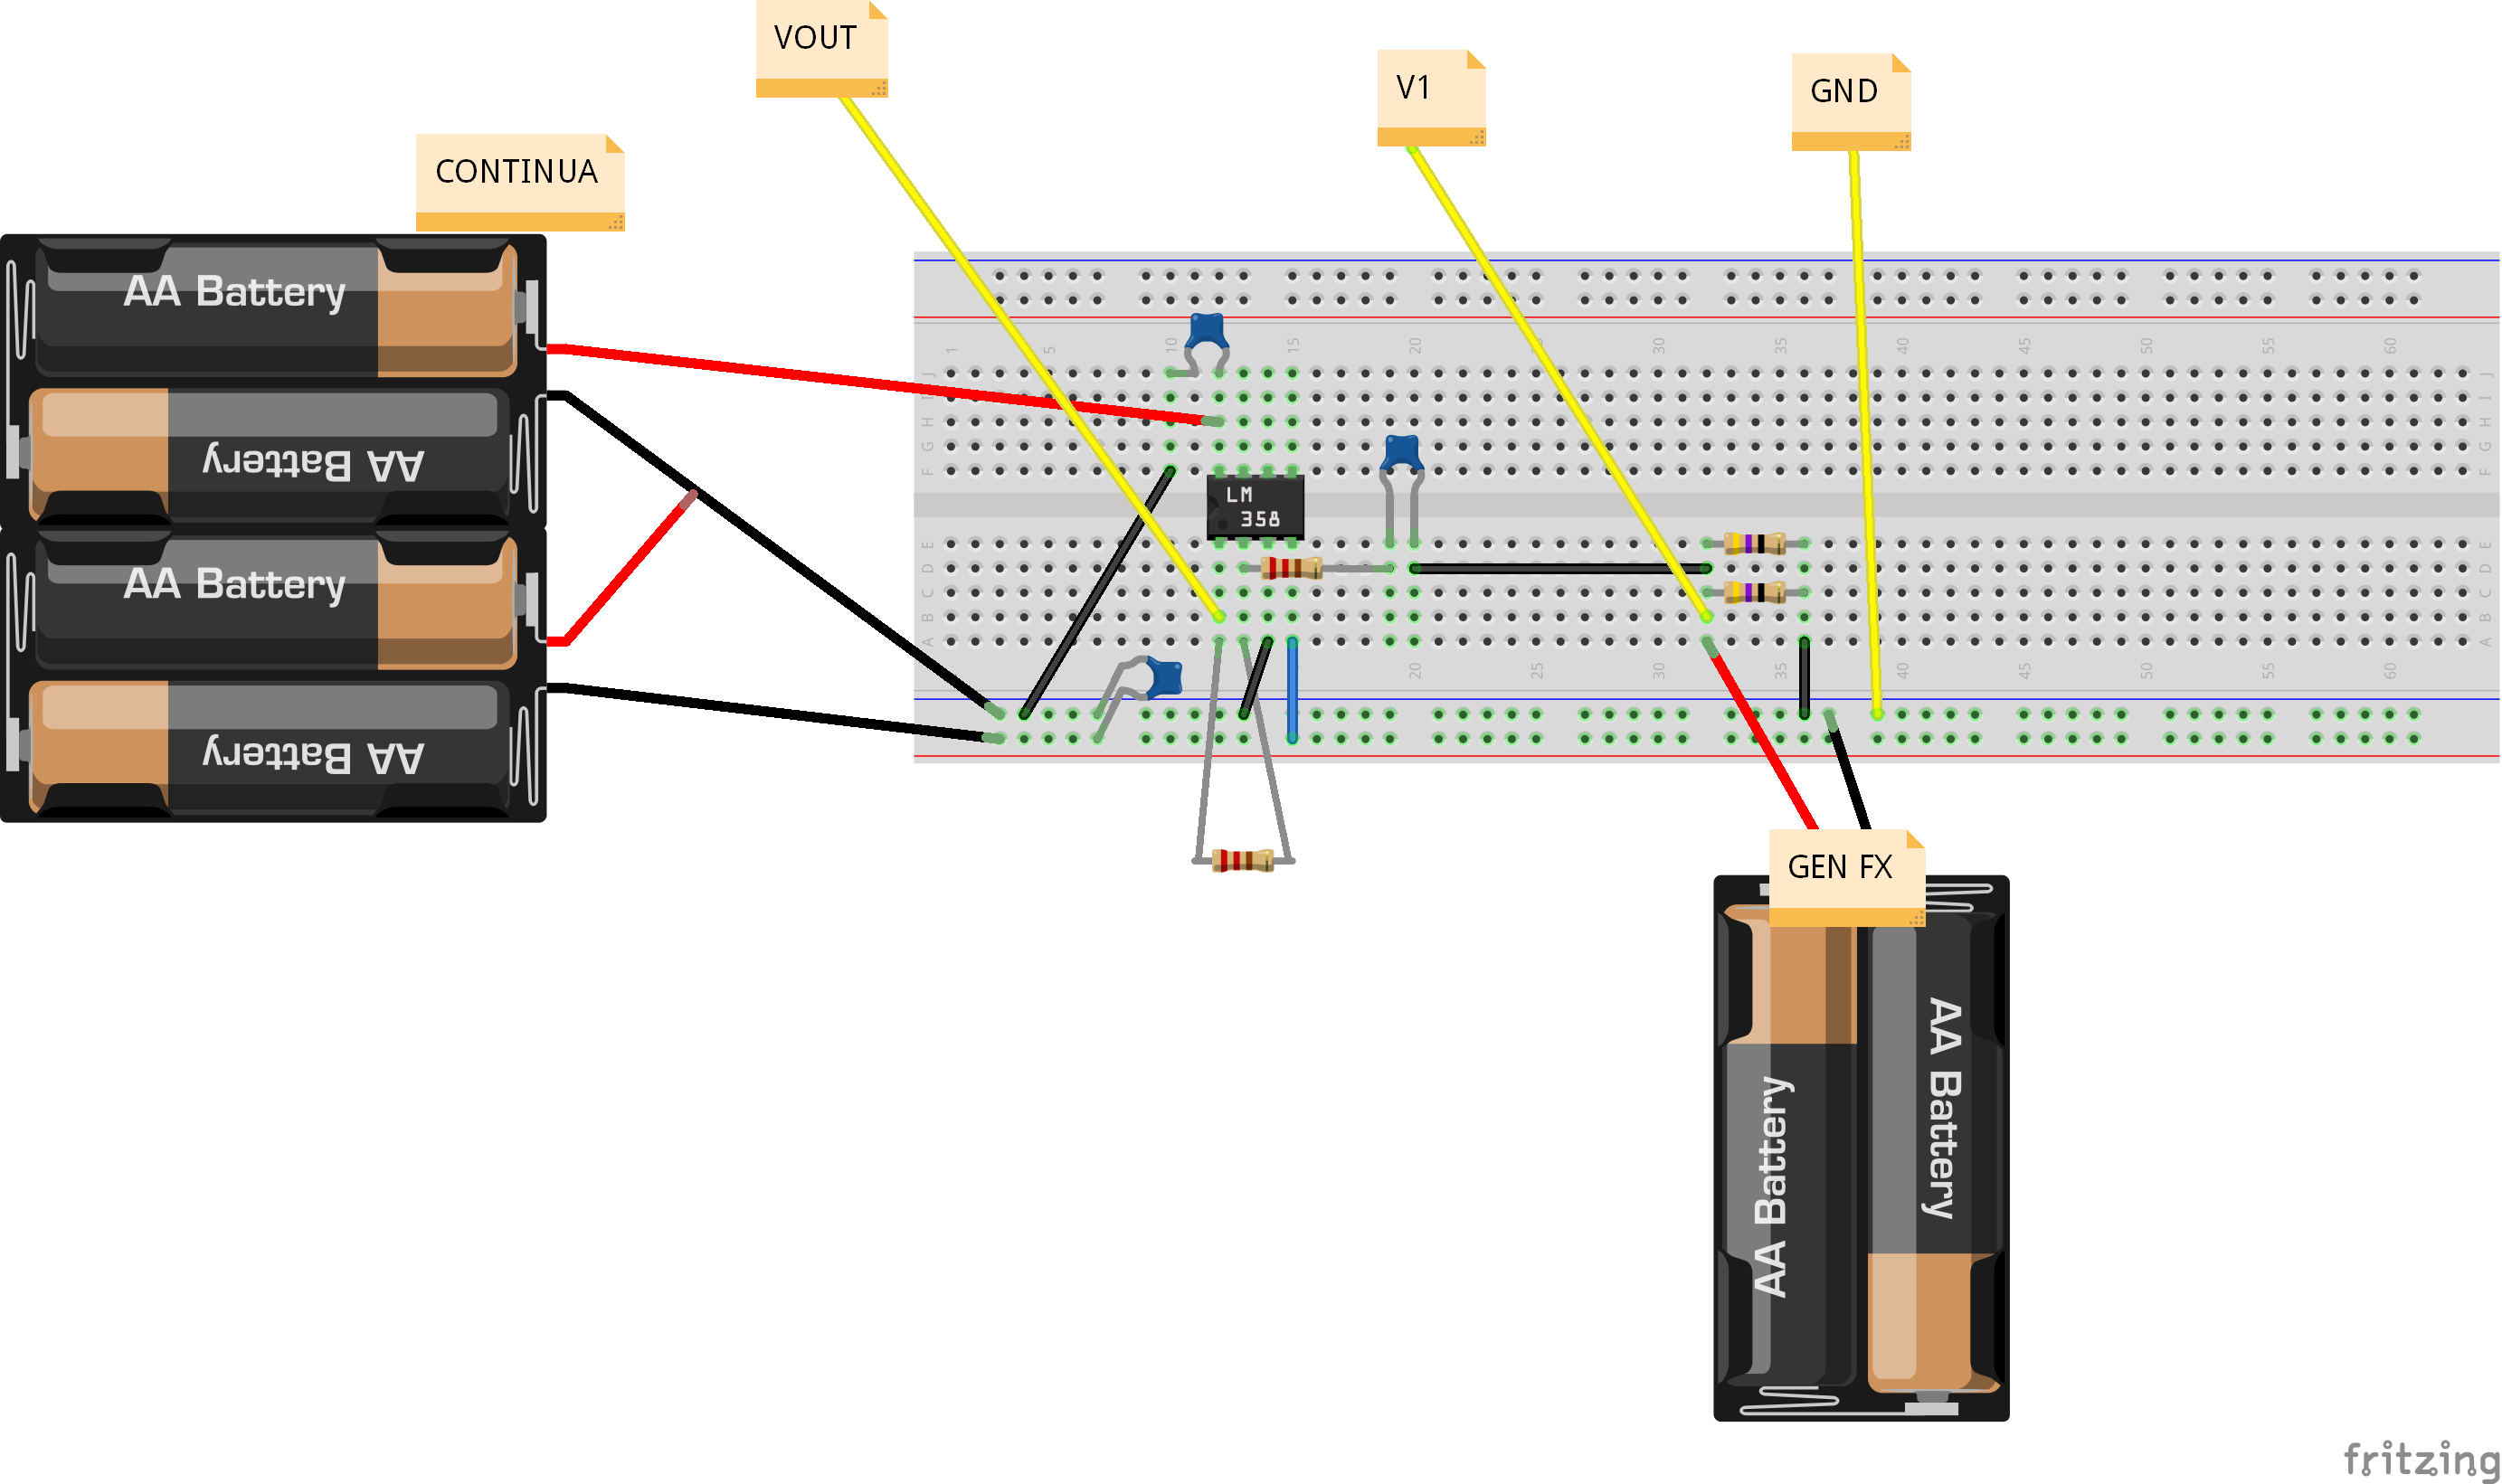 VOUT
V1
GND
CONTINUA
AA Battery
AA Battery
AA Battery
AA Battery
1 5 10 15 20 25 30 35 40 45 50 55 60
J J
I I
H H
G G
F F
LM
358
E E
D D
C C
B B
A A
20 25 30 35 40 45 50 55 60
GEN FX
AA Battery
AA Battery
fritzing